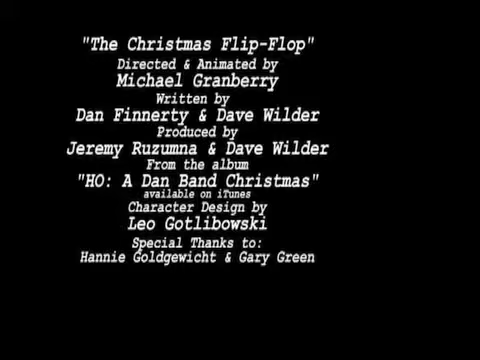 "The Christmas Flip-Flop"
Directed & Animated by
Michael Granberry
Written by
Dan Finnerty & Dave Wilder
Produced by
Jeremy Ruzumna & Dave Wilder
From the album
"HO: A Dan Band Christmas"
available on iTunes
Character Design by
Leo Gotlibowski
Special Thanks to:
Hannie Goldgewicht & Gary Green